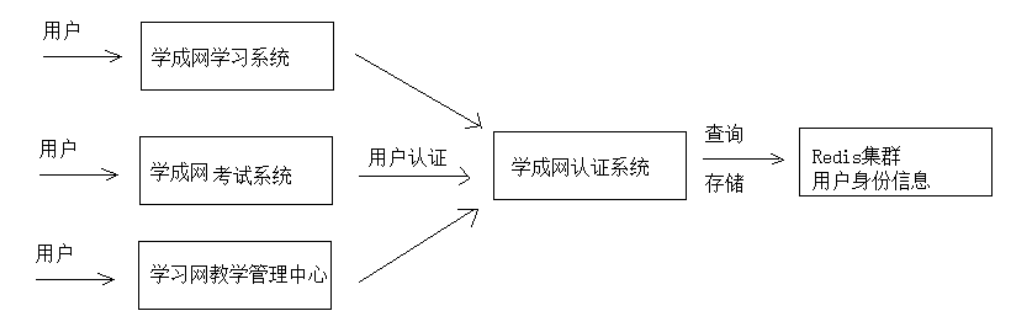 用户
学成网学习系统
用户
学成网考试系统
用户
学习网教学管理中心
用户认证
学成网认证系统
查询
存储
Redis集群
用户身份信息